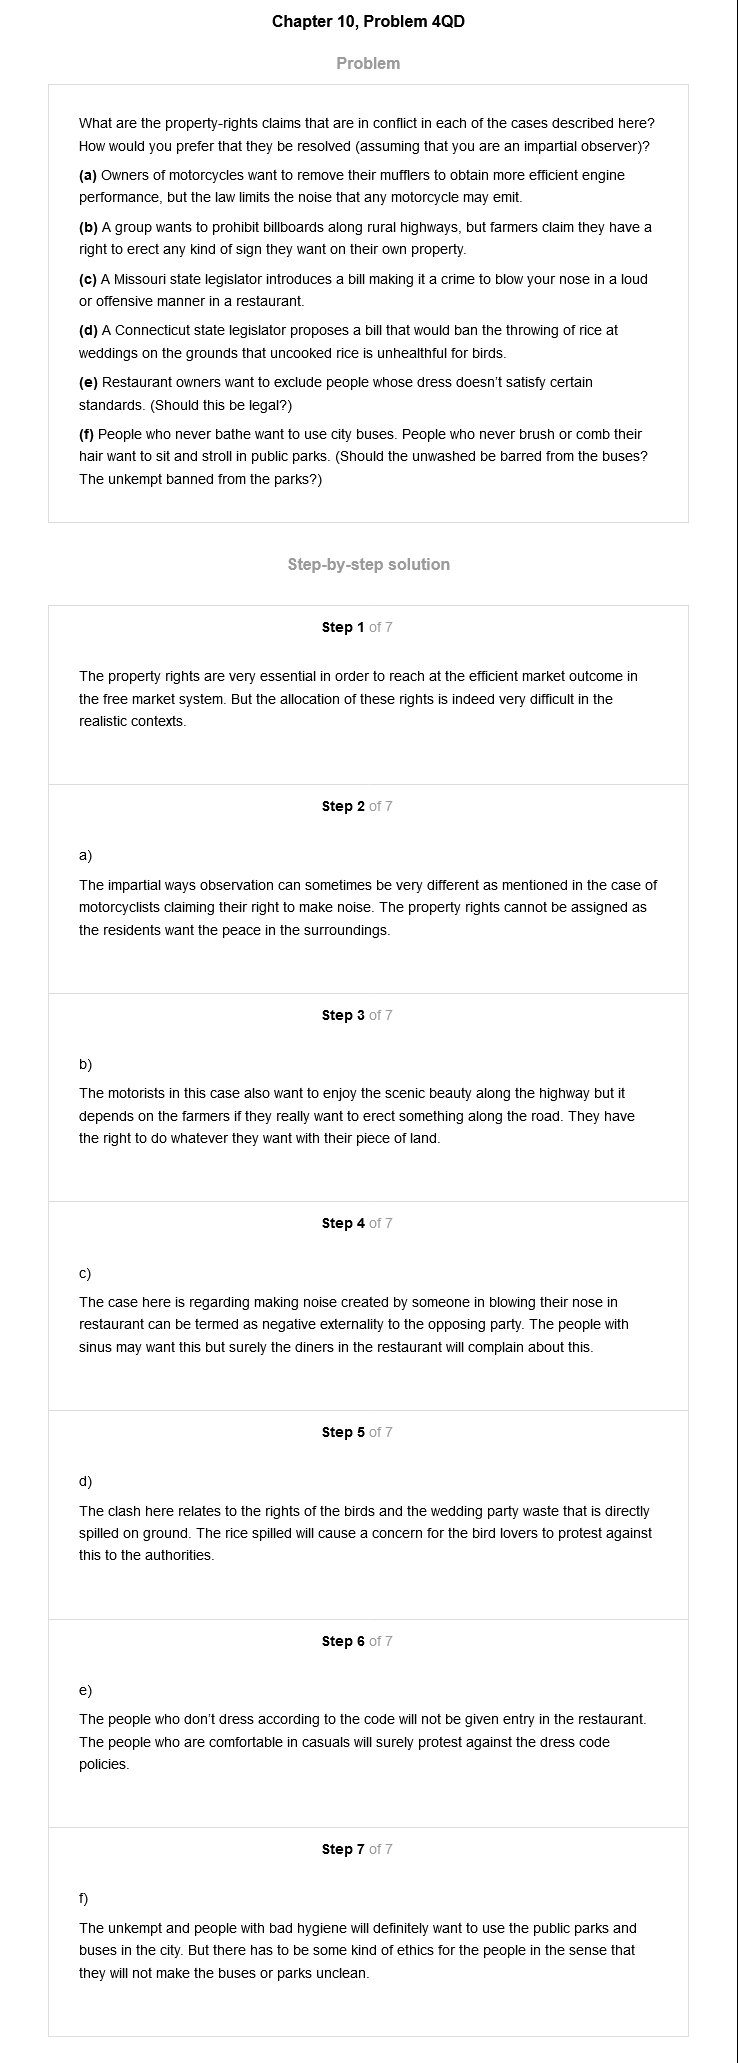 Chapter 10, Problem 4QD
Problem
What are the property-rights claims that are in conflict in each of the cases described here?
How would you prefer that they be resolved (assuming that you are an impartial observer)?
(a) Owners of motorcycles want to remove their mufflers to obtain more efficient engine
performance, but the law limits the noise that any motorcycle may emit.
(b) A group wants to prohibit billboards along rural highways, but farmers claim they have a
right to erect any kind of sign they want on their own property.
(c) A Missouri state legislator introduces a bill making it a crime to blow your nose in a loud
or offensive manner in a restaurant.
(d) A Connecticut state legislator proposes a bill that would ban the throwing of rice at
weddings on the grounds that uncooked rice is unhealthful for birds.
(e) Restaurant owners want to exclude people whose dress doesn't satisfy certain
standards. (Should this be legal?)
(f) People who never bathe want to use city buses. People who never brush or comb their
hair want to sit and stroll in public parks. (Should the unwashed be barred from the buses?
The unkempt banned from the parks?)
Step-by-step solution
Step 1 of 7
The property rights are very essential in order to reach at the efficient market outcome in
the free market system. But the allocation of these rights is indeed very difficult in the
realistic contexts.
Step 2 of 7
a)
The impartial ways observation can sometimes be very different as mentioned in the case of
motorcyclists claiming their right to make noise. The property rights cannot be assigned as
the residents want the peace in the surroundings.
Step 3 of 7
b)
The motorists in this case also want to enjoy the scenic beauty along the highway but it
depends on the farmers if they really want to erect something along the road. They have
the right to do whatever they want with their piece of land.
Step 4 of 7
c)
The case here is regarding making noise created by someone in blowing their nose in
restaurant can be termed as negative externality to the opposing party. The people with
sinus may want this but surely the diners in the restaurant will complain about this.
Step 5 of 7
d)
The clash here relates to the rights of the birds and the wedding party waste that is directly
spilled on ground. The rice spilled will cause a concern for the bird lovers to protest against
this to the authorities.
Step 6 of 7
e)
The people who don't dress according to the code will not be given entry in the restaurant.
The people who are comfortable in casuals will surely protest against the dress code
policies.
Step 7 of 7
f)
The unkempt and people with bad hygiene will definitely want to use the public parks and
buses in the city. But there has to be some kind of ethics for the people in the sense that
they will not make the buses or parks unclean.